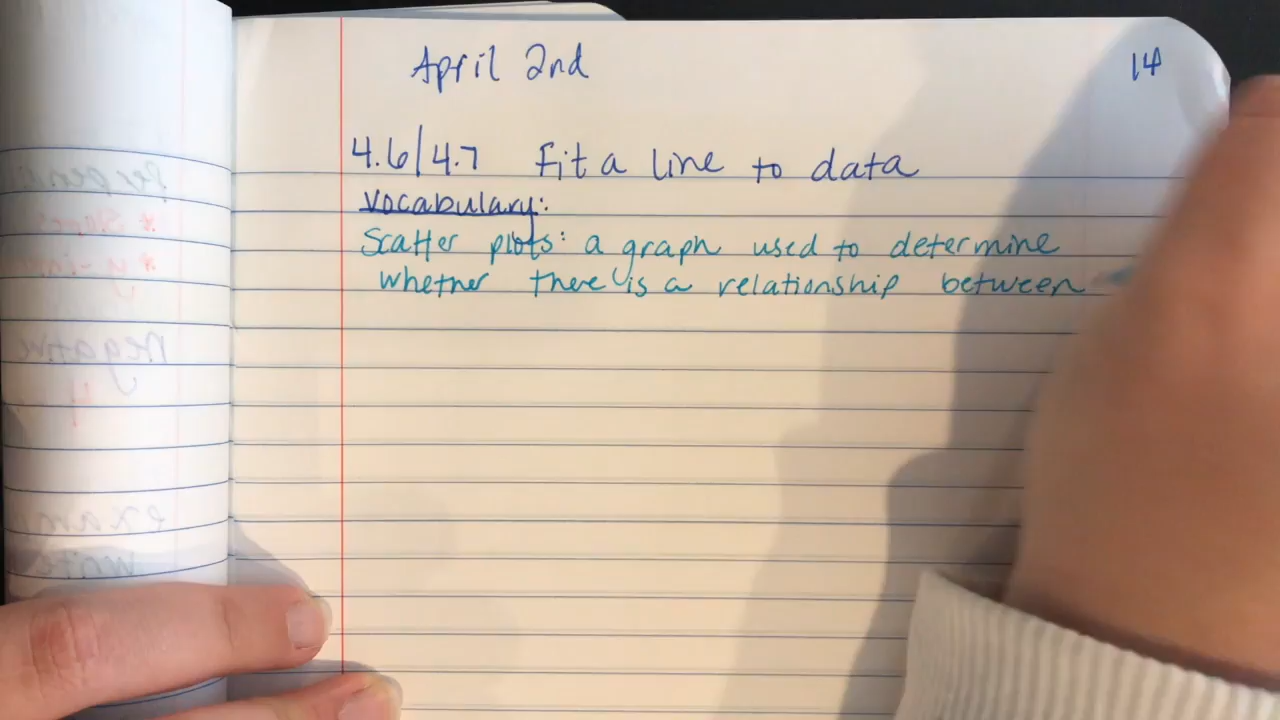 April 2nd
14
4.6/4.7 Fit a line to data
Vocabulary:
Scatter plots: a graph used to determine
whether there is a relationship between